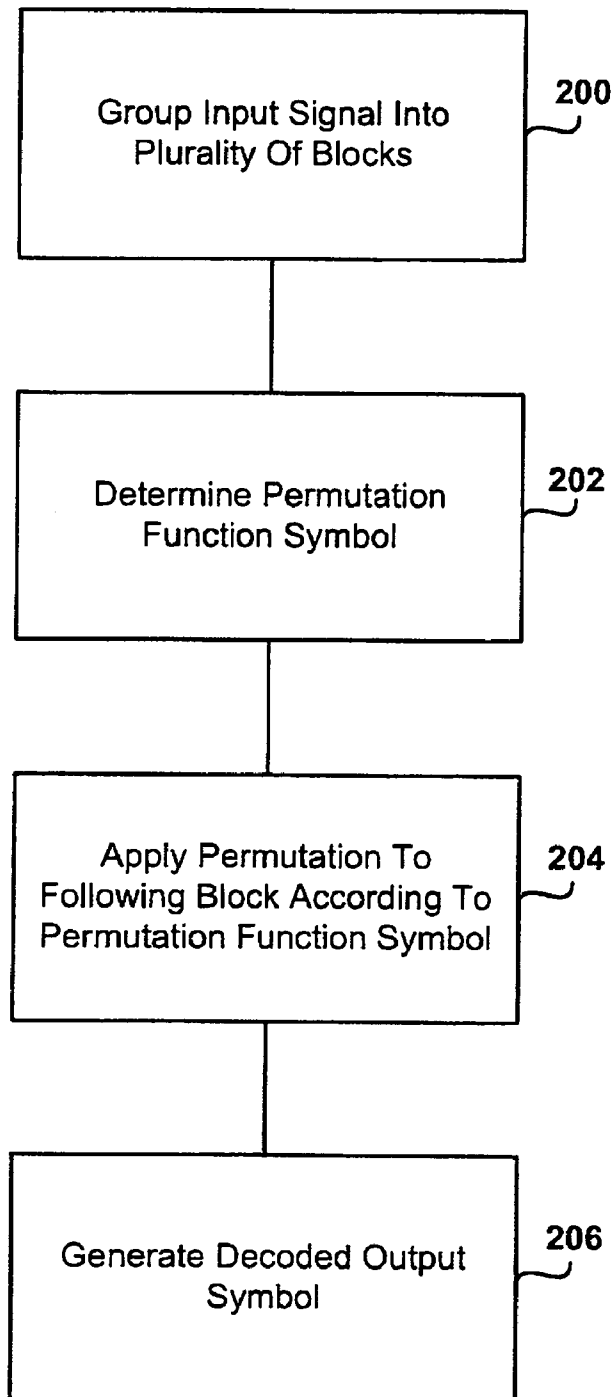 Group Input Signal Into
Plurality Of Blocks
200
Determine Permutation
Function Symbol
202
Apply Permutation To
Following Block According To
Permutation Function Symbol
204
Generate Decoded Output
Symbol
206